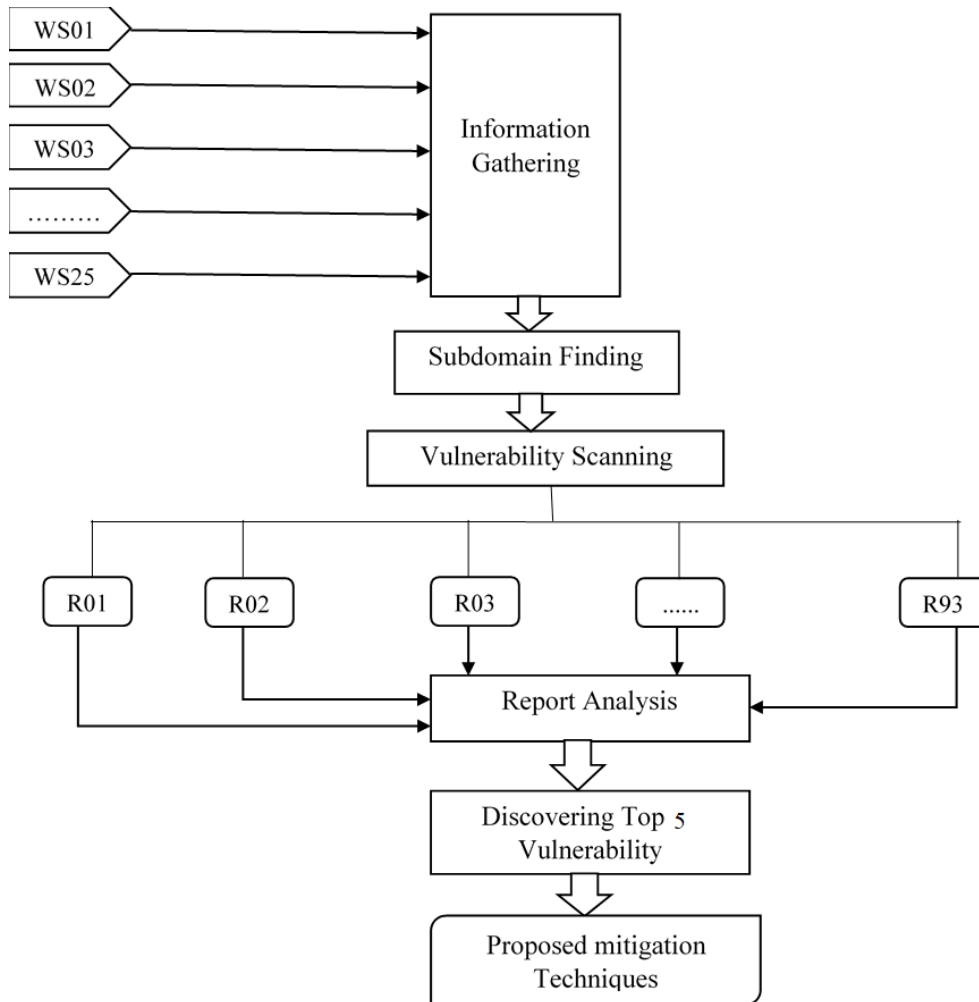 WS01
WS02
WS03
.........
WS25
Information
Gathering
Subdomain Finding
Vulnerability Scanning
R01
R02
R03
......
R93
Report Analysis
Discovering Top 5
Vulnerability
Proposed mitigation
Techniques